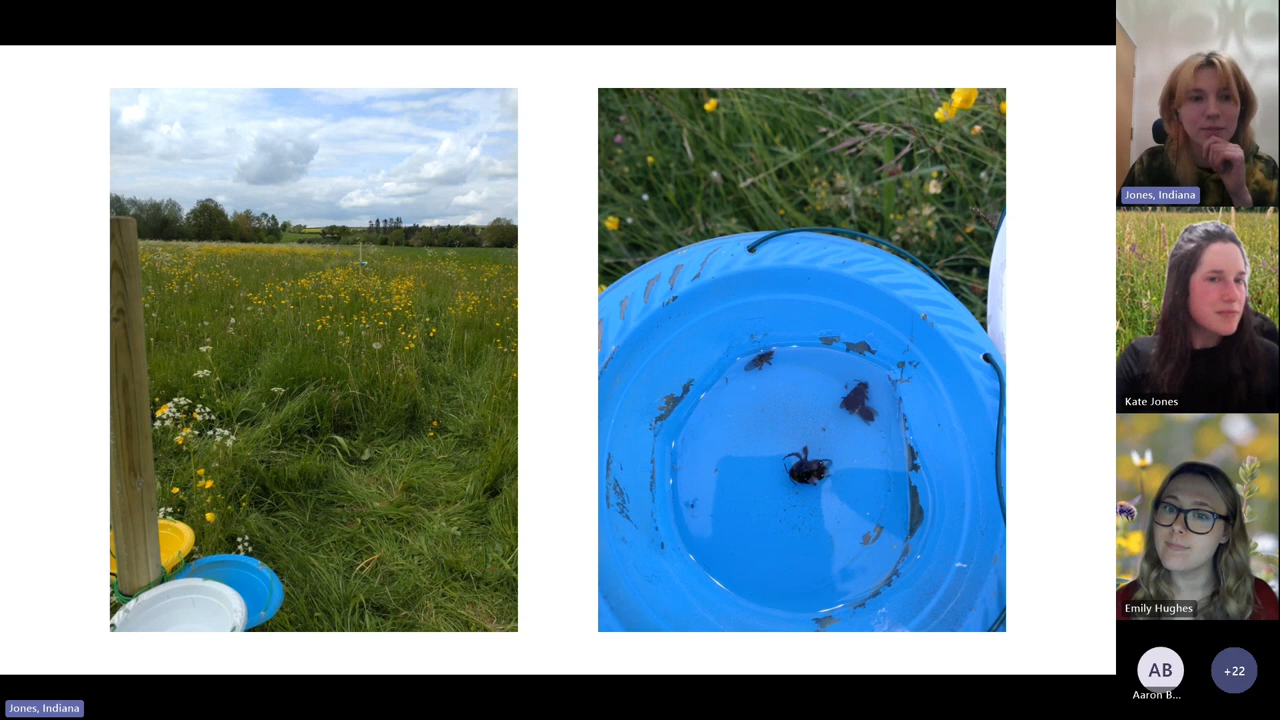 Jones, Indiana
Kate Jones
Emily Hughes
AB
Aaron B...
+22
Jones, Indiana